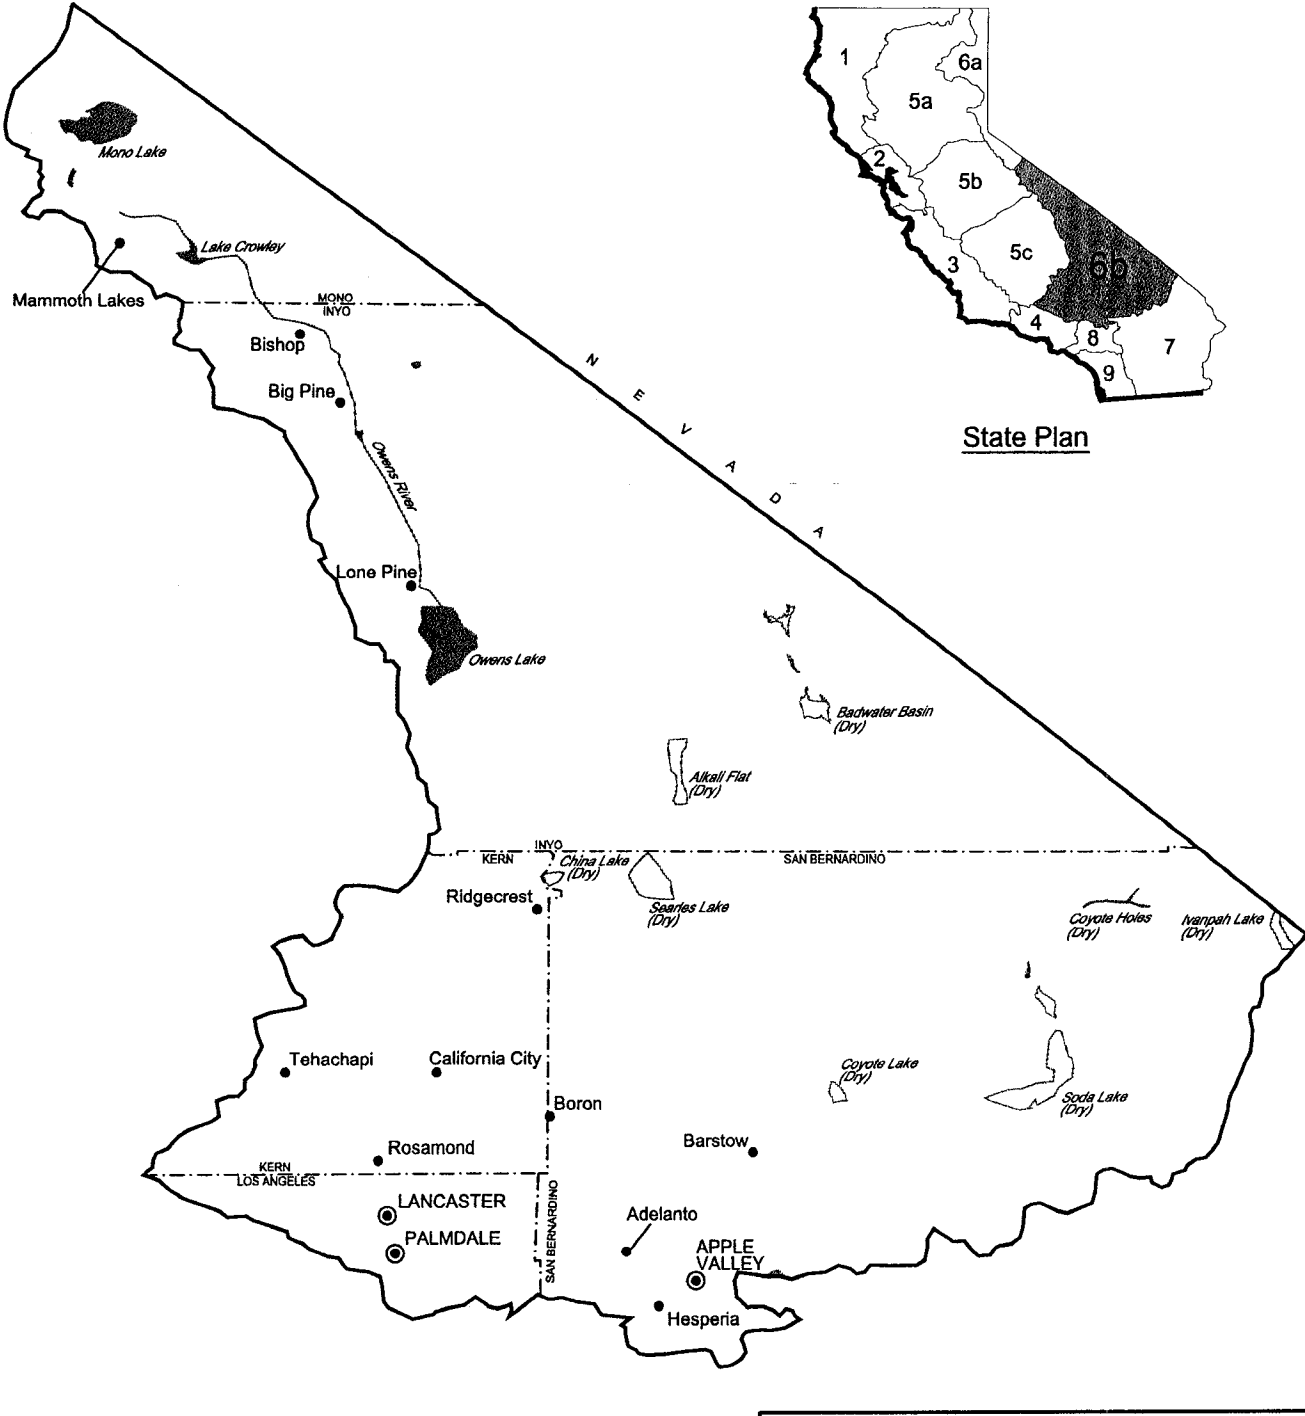 1
6a
5a
2
5b
5c
6b
3
4
8
7
9
State Plan
Mono Lake
Lake Crowley
Mammoth Lakes
MONO
INYO
Bishop
Big Pine
Owens River
NEVADA
Lone Pine
Owens Lake
Badwater Basin
(Dry)
Alkali Flat
(Dry)
INYO
KERN
SAN BERNARDINO
China Lake
(Dry)
Ridgecrest
Searles Lake
(Dry)
Coyote Holes
(Dry)
Ivanpah Lake
(Dry)
Tehachapi
California City
Coyote Lake
(Dry)
Soda Lake
(Dry)
Boron
Barstow
Rosamond
KERN
LOS ANGELES
SAN BERNARDINO
LANCASTER
PALMDALE
Adelanto
APPLE
VALLEY
Hesperia